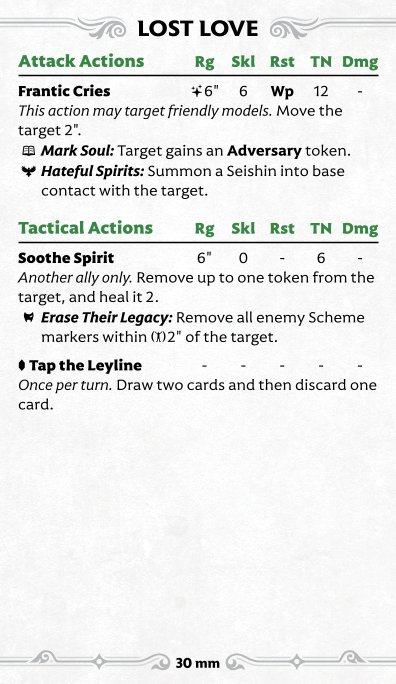 LOST LOVE
Attack Actions Rg Skl Rst TN Dmg
Frantic Cries 6" 6 Wp 12 -
This action may target friendly models. Move the
target 2".
Mark Soul: Target gains an Adversary token.
Hateful Spirits: Summon a Seishin into base
contact with the target.
Tactical Actions Rg Skl Rst TN Dmg
Soothe Spirit 6" 0 - 6 -
Another ally only. Remove up to one token from the
target, and heal it 2.
Erase Their Legacy: Remove all enemy Scheme
markers within 2" of the target.
Tap the Leyline - - - - -
Once per turn. Draw two cards and then discard one
card.
30 mm